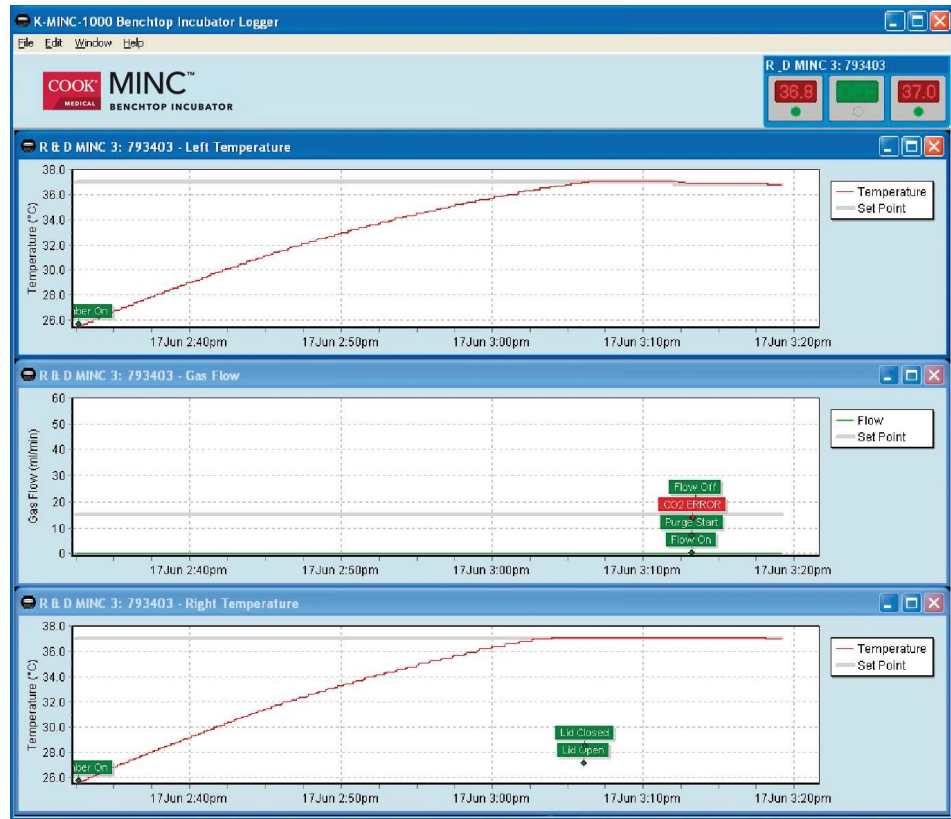 K-MINC-1000 Benchtop Incubator Logger
File Edit Window Help
COOK®
MEDICAL
MINC™
BENCHTOP INCUBATOR
R _D MINC 3: 793403
36.8 37.0
R & D MINC 3: 793403 - Left Temperature
Temperature (°C)
38.0
36.0
34.0
32.0
30.0
28.0
26.0
nber On
17Jun 2:40pm 17Jun 2:50pm 17Jun 3:00pm 17Jun 3:10pm 17Jun 3:20pm
Temperature
Set Point
R & D MINC 3: 793403 - Gas Flow
Gas Flow (ml/min)
60
50
40
30
20
10
0
Flow Off
CO2 ERROR
Purge Start
Flow On
17Jun 2:40pm 17Jun 2:50pm 17Jun 3:00pm 17Jun 3:10pm 17Jun 3:20pm
Flow
Set Point
R & D MINC 3: 793403 - Right Temperature
Temperature (°C)
38.0
36.0
34.0
32.0
30.0
28.0
26.0
nber On
Lid Closed
Lid Open
17Jun 2:40pm 17Jun 2:50pm 17Jun 3:00pm 17Jun 3:10pm 17Jun 3:20pm
Temperature
Set Point